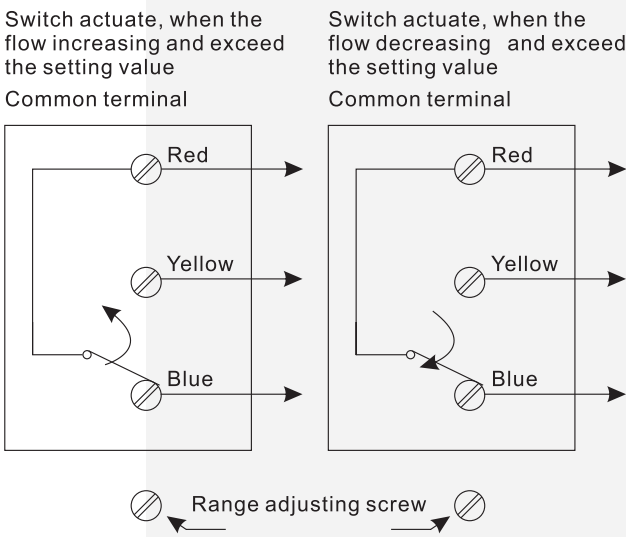 Switch actuate, when the
flow increasing and exceed
the setting value
Common terminal
Red
Yellow
Blue
Switch actuate, when the
flow decreasing and exceed
the setting value
Common terminal
Red
Yellow
Blue
Range adjusting screw